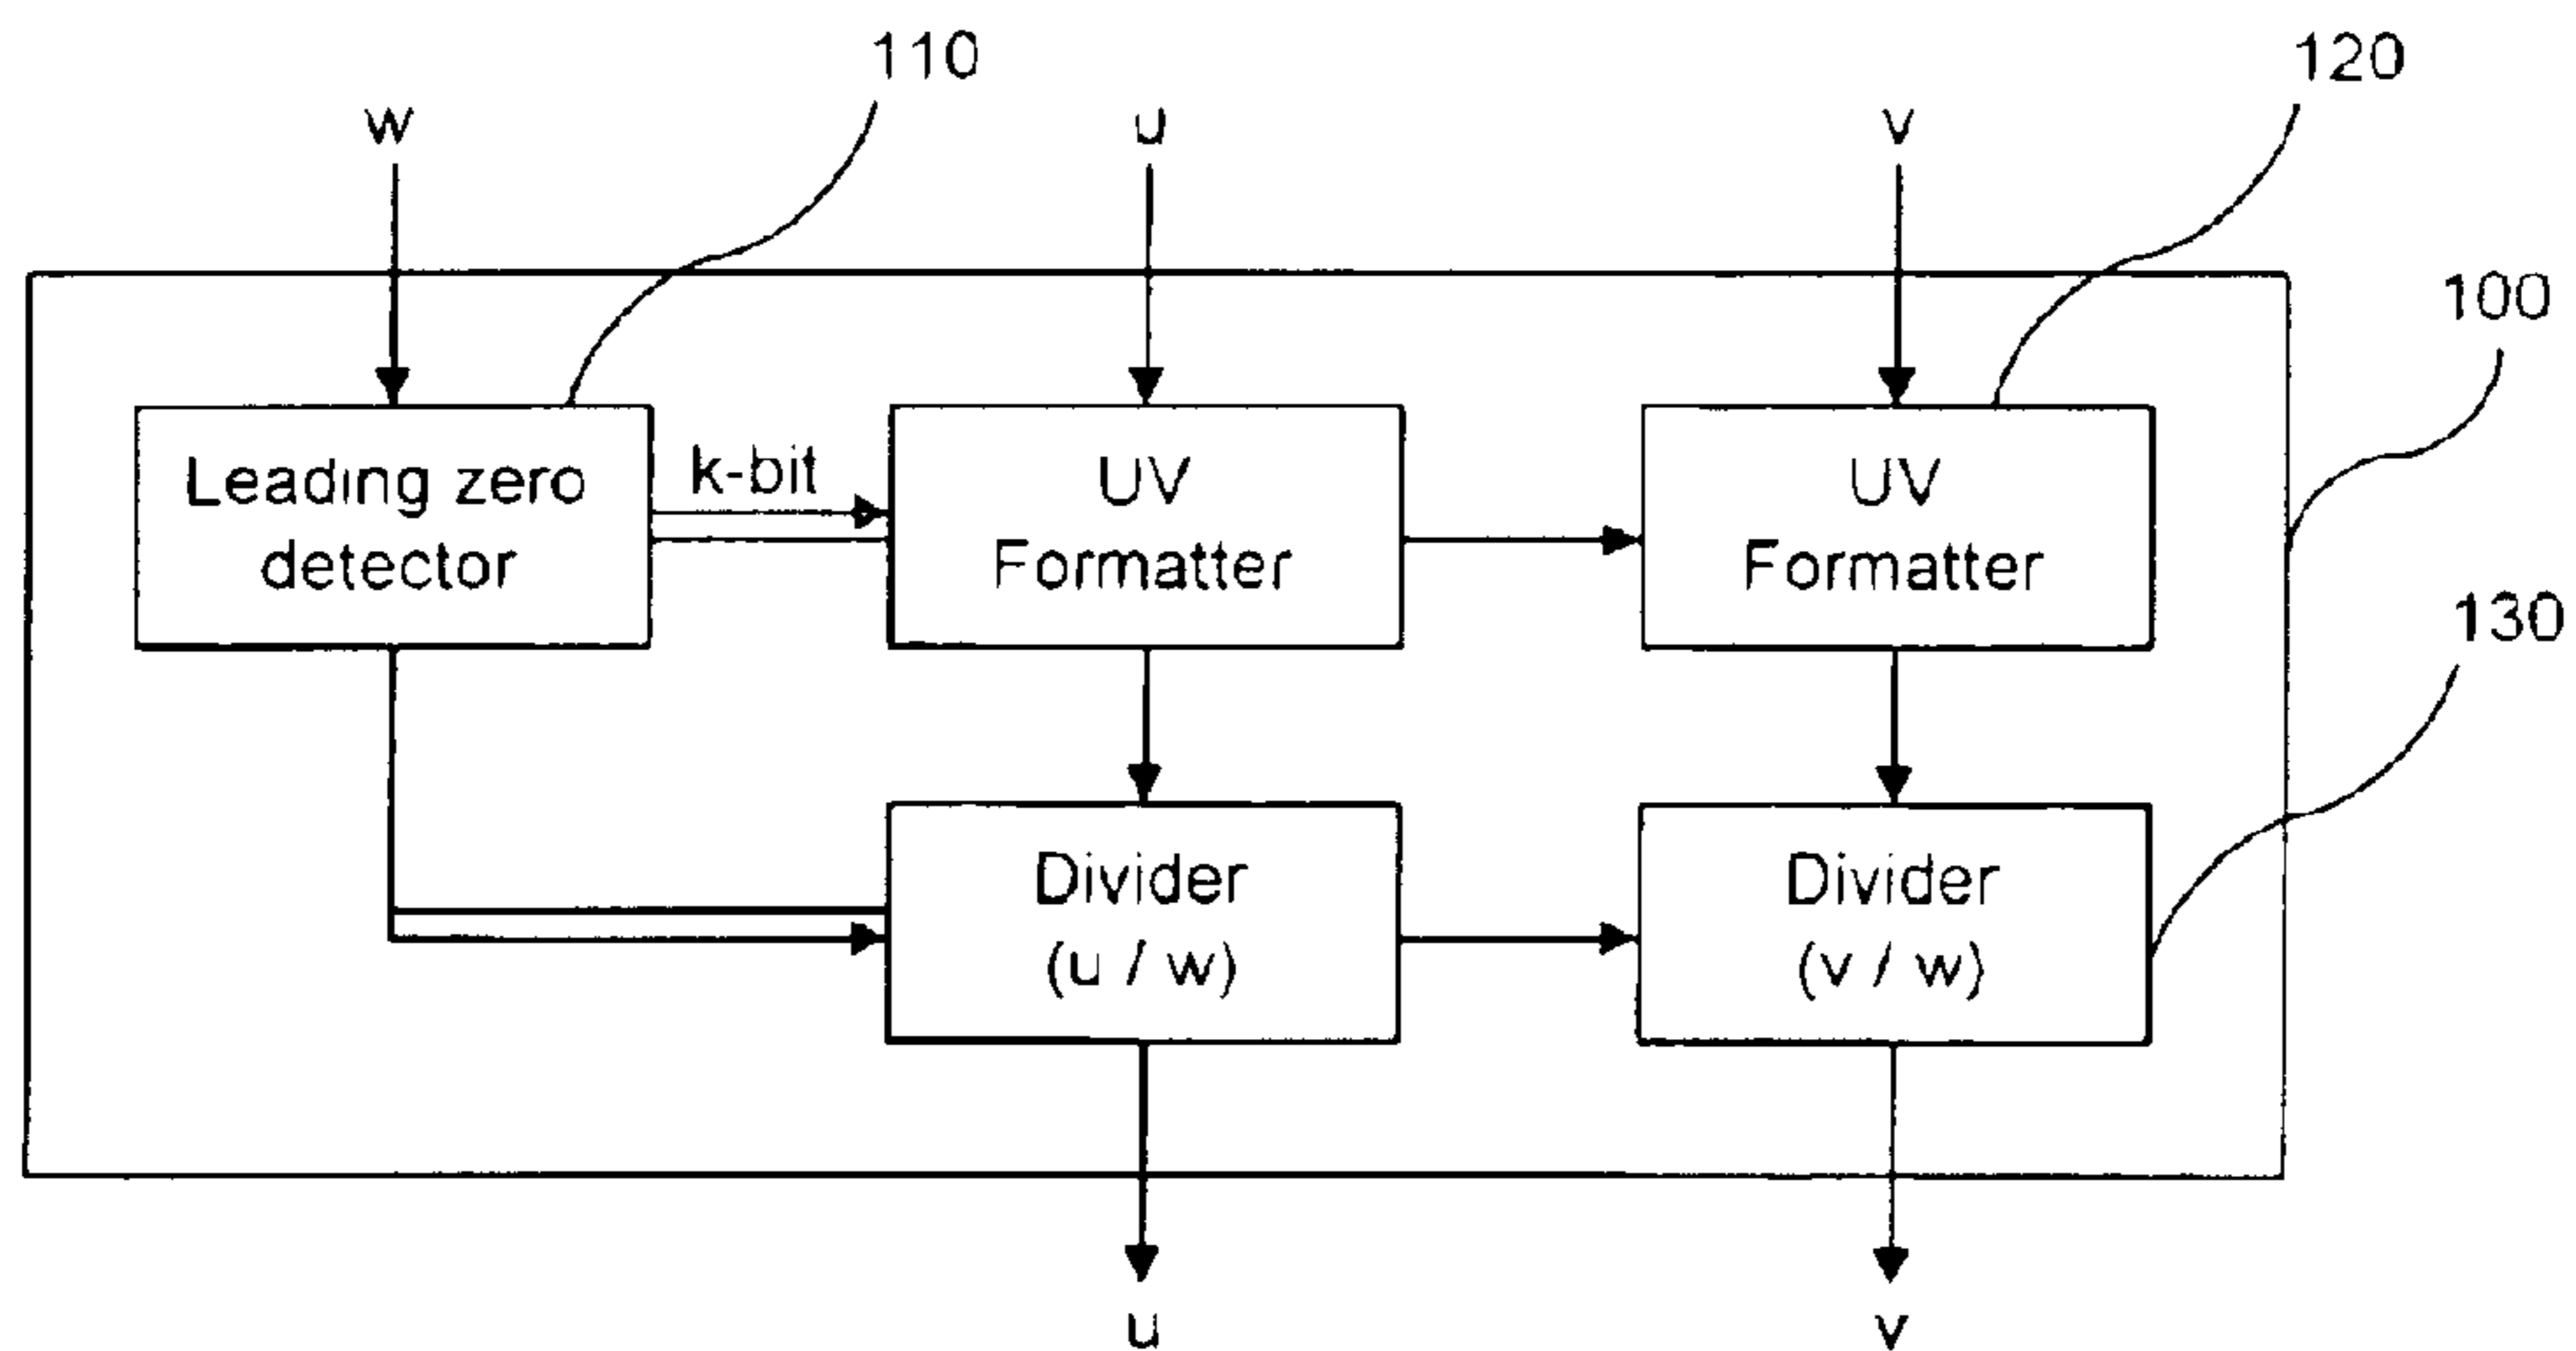 110
120
w
u
v
100
Leading zero
detector
k-bit
UV
Formatter
UV
Formatter
130
Divider
(u / w)
Divider
(v / w)
u
v